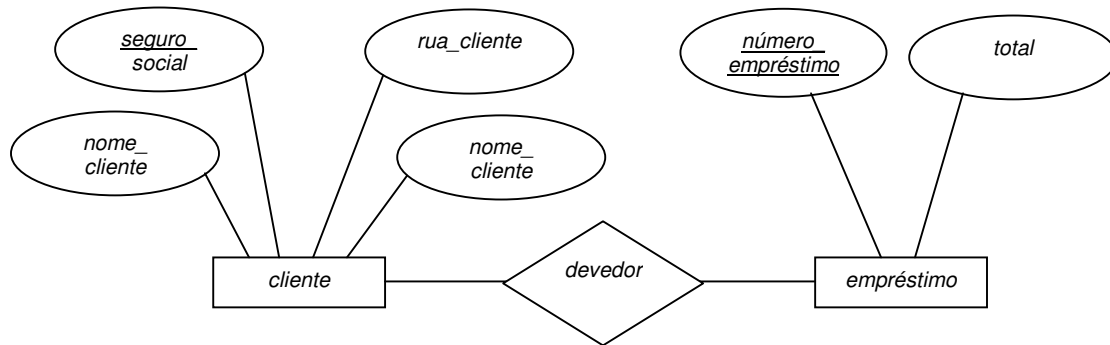 seguro_
social
rua_cliente
número_
empréstimo
total
nome_
cliente
nome_
cliente
cliente
devedor
empréstimo